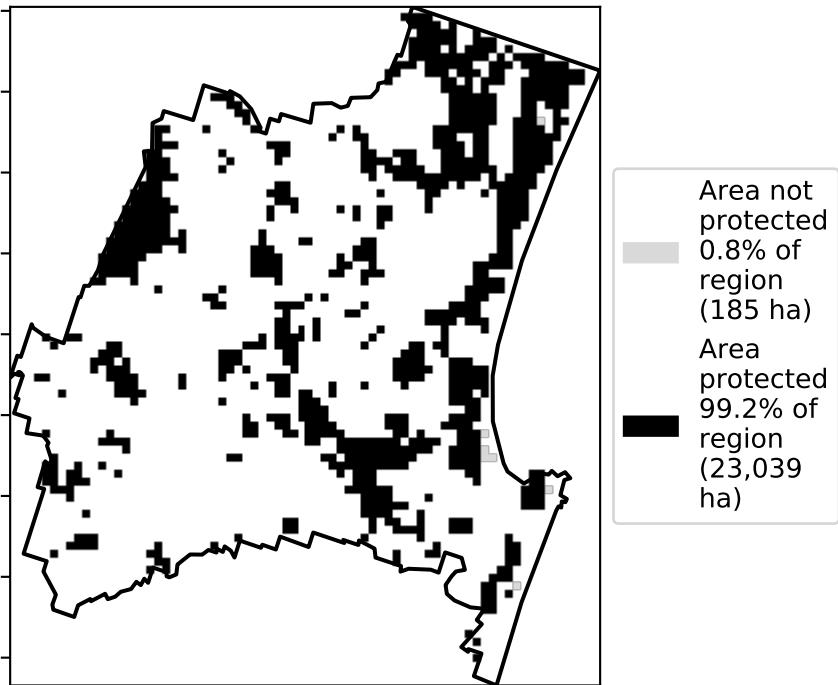 Area not
protected
0.8% of
region
(185 ha)
Area
protected
99.2% of
region
(23,039
ha)